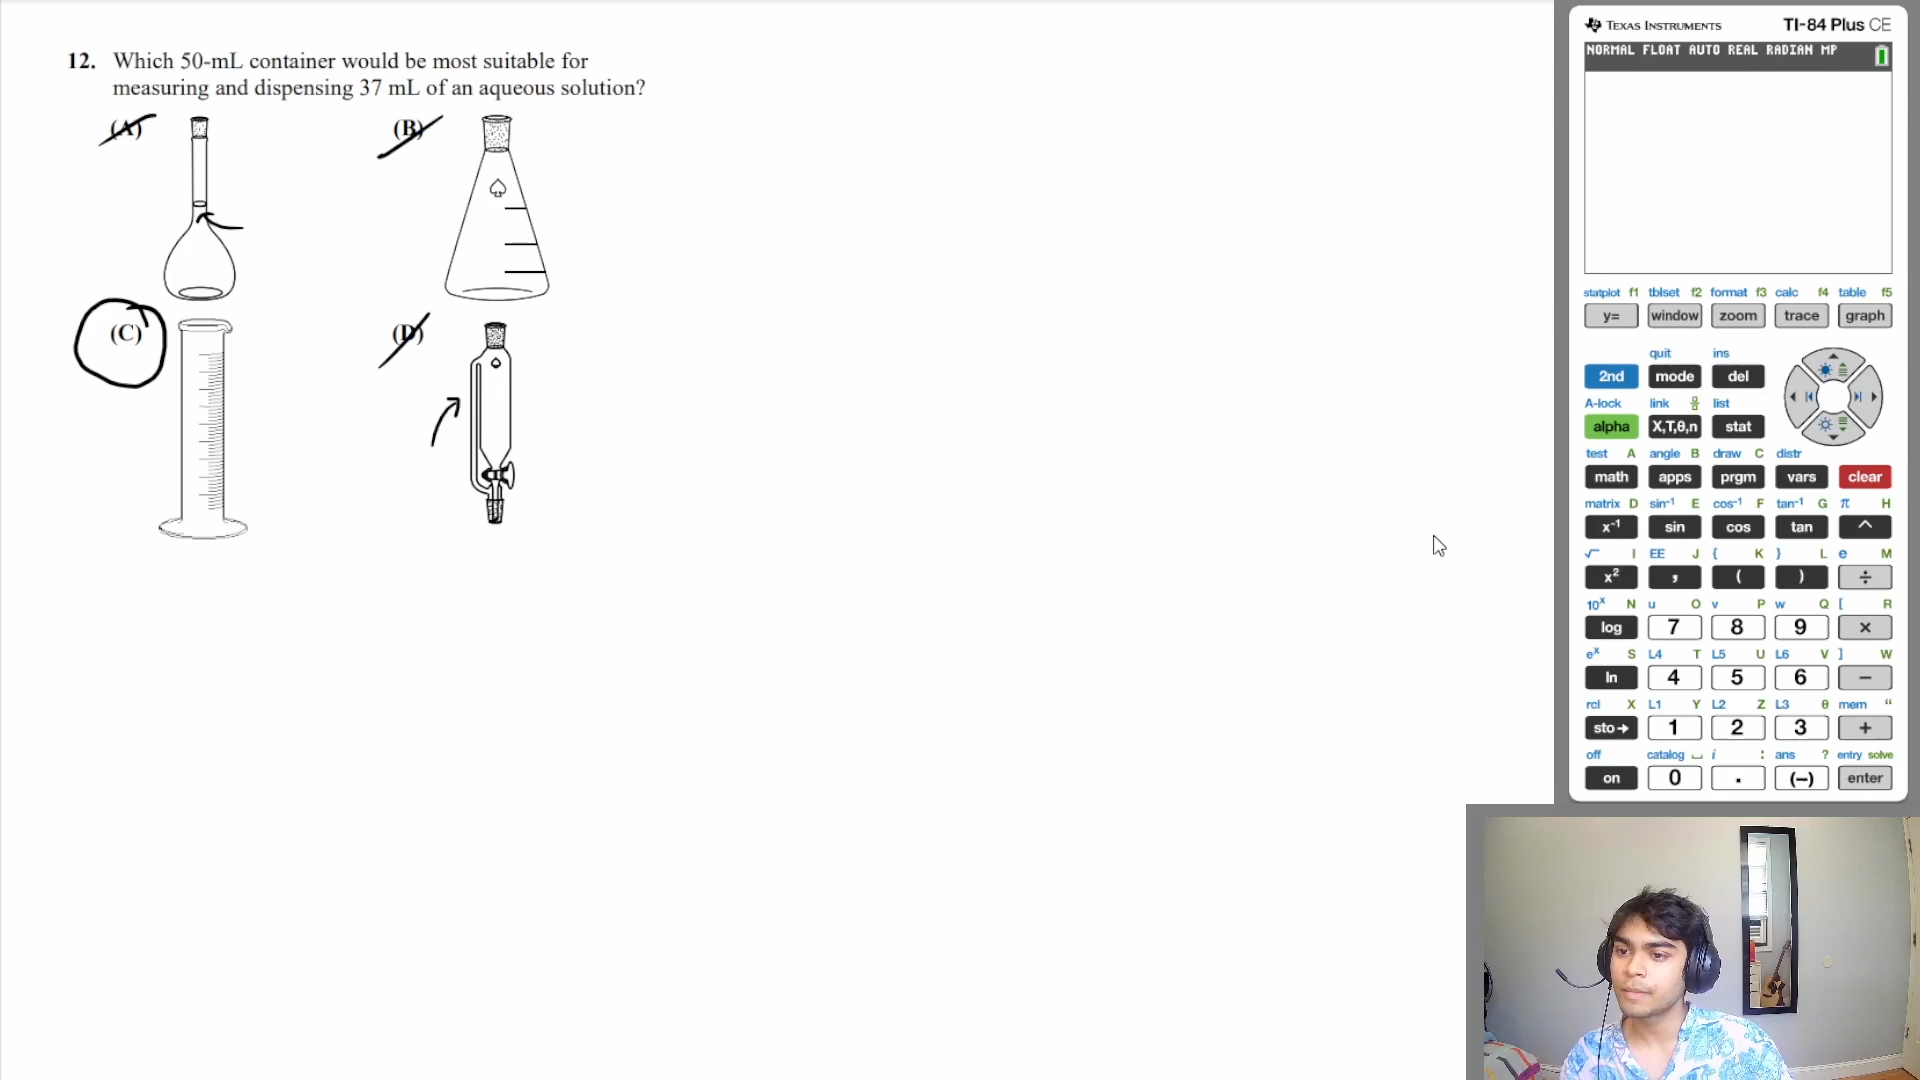 12. Which 50-mL container would be most suitable for
measuring and dispensing 37 mL of an aqueous solution?
(A)
(B)
(C)
(D)
TEXAS INSTRUMENTS TI-84 Plus CE
NORMAL FLOAT AUTO REAL RADIAN MP
statplot f1 tblset f2 format f3 calc f4 table f5
y= window zoom trace graph
quit ins
2nd mode del
A-lock link list
alpha X,T,θ,n stat
test A angle B draw C distr
math apps prgm vars clear
matrix D sin⁻¹ E cos⁻¹ F tan⁻¹ G π H
x⁻¹ sin cos tan ^
√ I EE J { K } L e M
x² , ( ) ÷
10ˣ N u O v P w Q [ R
log 7 8 9 ×
eˣ S L4 T L5 U L6 V ] W
ln 4 5 6 −
rcl X L1 Y L2 Z L3 θ mem "
sto→ 1 2 3 +
off catalog ⎵ i : ans ? entry solve
on 0 . (−) enter